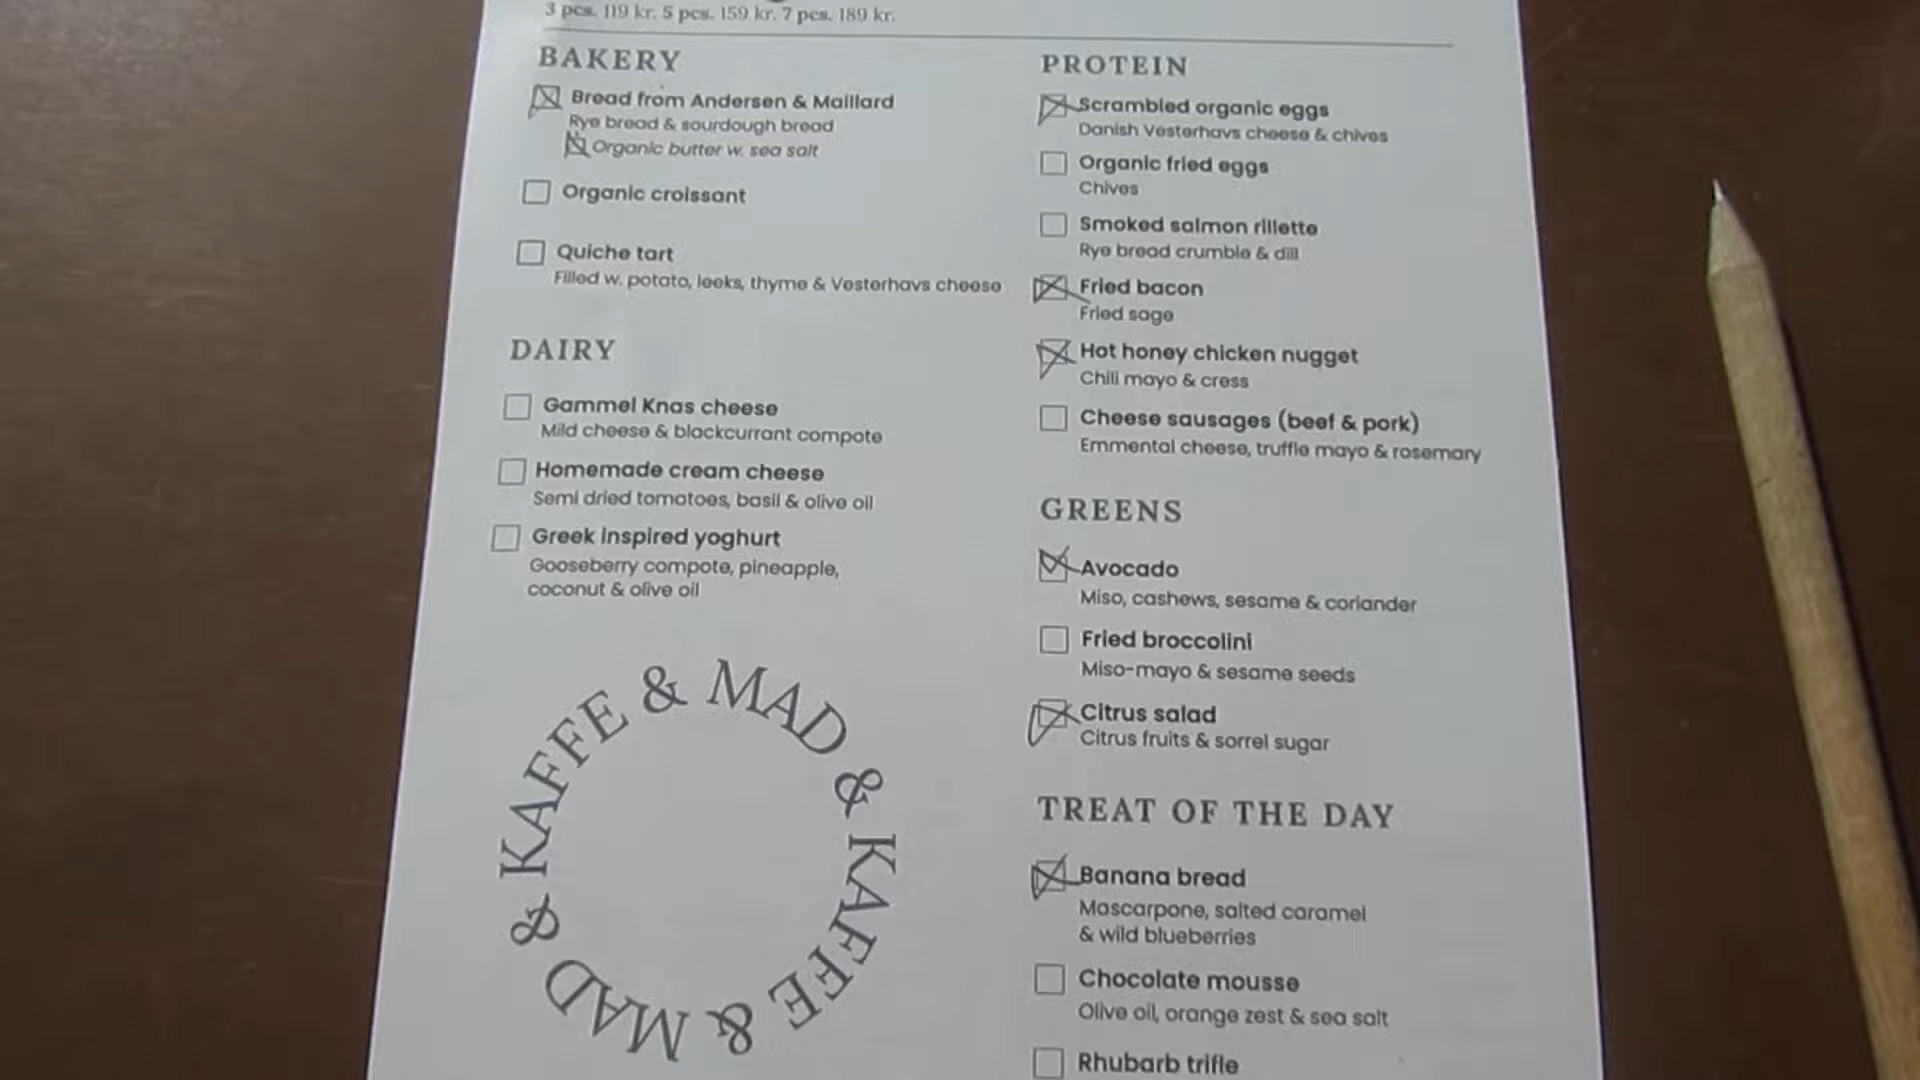 3 pcs. 119 kr. 5 pcs. 159 kr. 7 pcs. 189 kr.
BAKERY
Bread from Andersen & Maillard
Rye bread & sourdough bread
Organic butter w. sea salt
Organic croissant
Quiche tart
Filled w. potato, leeks, thyme & Vesterhavs cheese
DAIRY
Gammel Knas cheese
Mild cheese & blackcurrant compote
Homemade cream cheese
Semi dried tomatoes, basil & olive oil
Greek inspired yoghurt
Gooseberry compote, pineapple,
coconut & olive oil
KAFFE & MAD & KAFFE & MAD &
PROTEIN
Scrambled organic eggs
Danish Vesterhavs cheese & chives
Organic fried eggs
Chives
Smoked salmon rillette
Rye bread crumble & dill
Fried bacon
Fried sage
Hot honey chicken nugget
Chili mayo & cress
Cheese sausages (beef & pork)
Emmental cheese, truffle mayo & rosemary
GREENS
Avocado
Miso, cashews, sesame & coriander
Fried broccolini
Miso-mayo & sesame seeds
Citrus salad
Citrus fruits & sorrel sugar
TREAT OF THE DAY
Banana bread
Mascarpone, salted caramel
& wild blueberries
Chocolate mousse
Olive oil, orange zest & sea salt
Rhubarb trifle